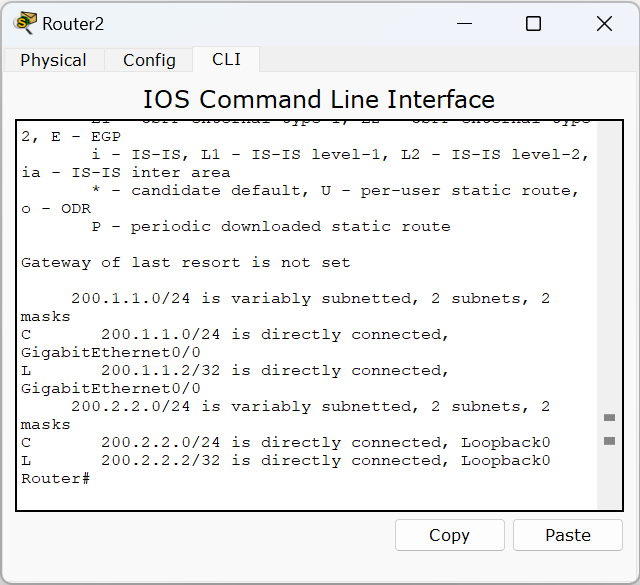 Router2
Physical
Config
CLI
IOS Command Line Interface
2, E - EGP
i - IS-IS, L1 - IS-IS level-1, L2 - IS-IS level-2,
ia - IS-IS inter area
* - candidate default, U - per-user static route,
o - ODR
P - periodic downloaded static route
Gateway of last resort is not set
200.1.1.0/24 is variably subnetted, 2 subnets, 2
masks
C 200.1.1.0/24 is directly connected,
GigabitEthernet0/0
L 200.1.1.2/32 is directly connected,
GigabitEthernet0/0
200.2.2.0/24 is variably subnetted, 2 subnets, 2
masks
C 200.2.2.0/24 is directly connected, Loopback0
L 200.2.2.2/32 is directly connected, Loopback0
Router#
Copy
Paste